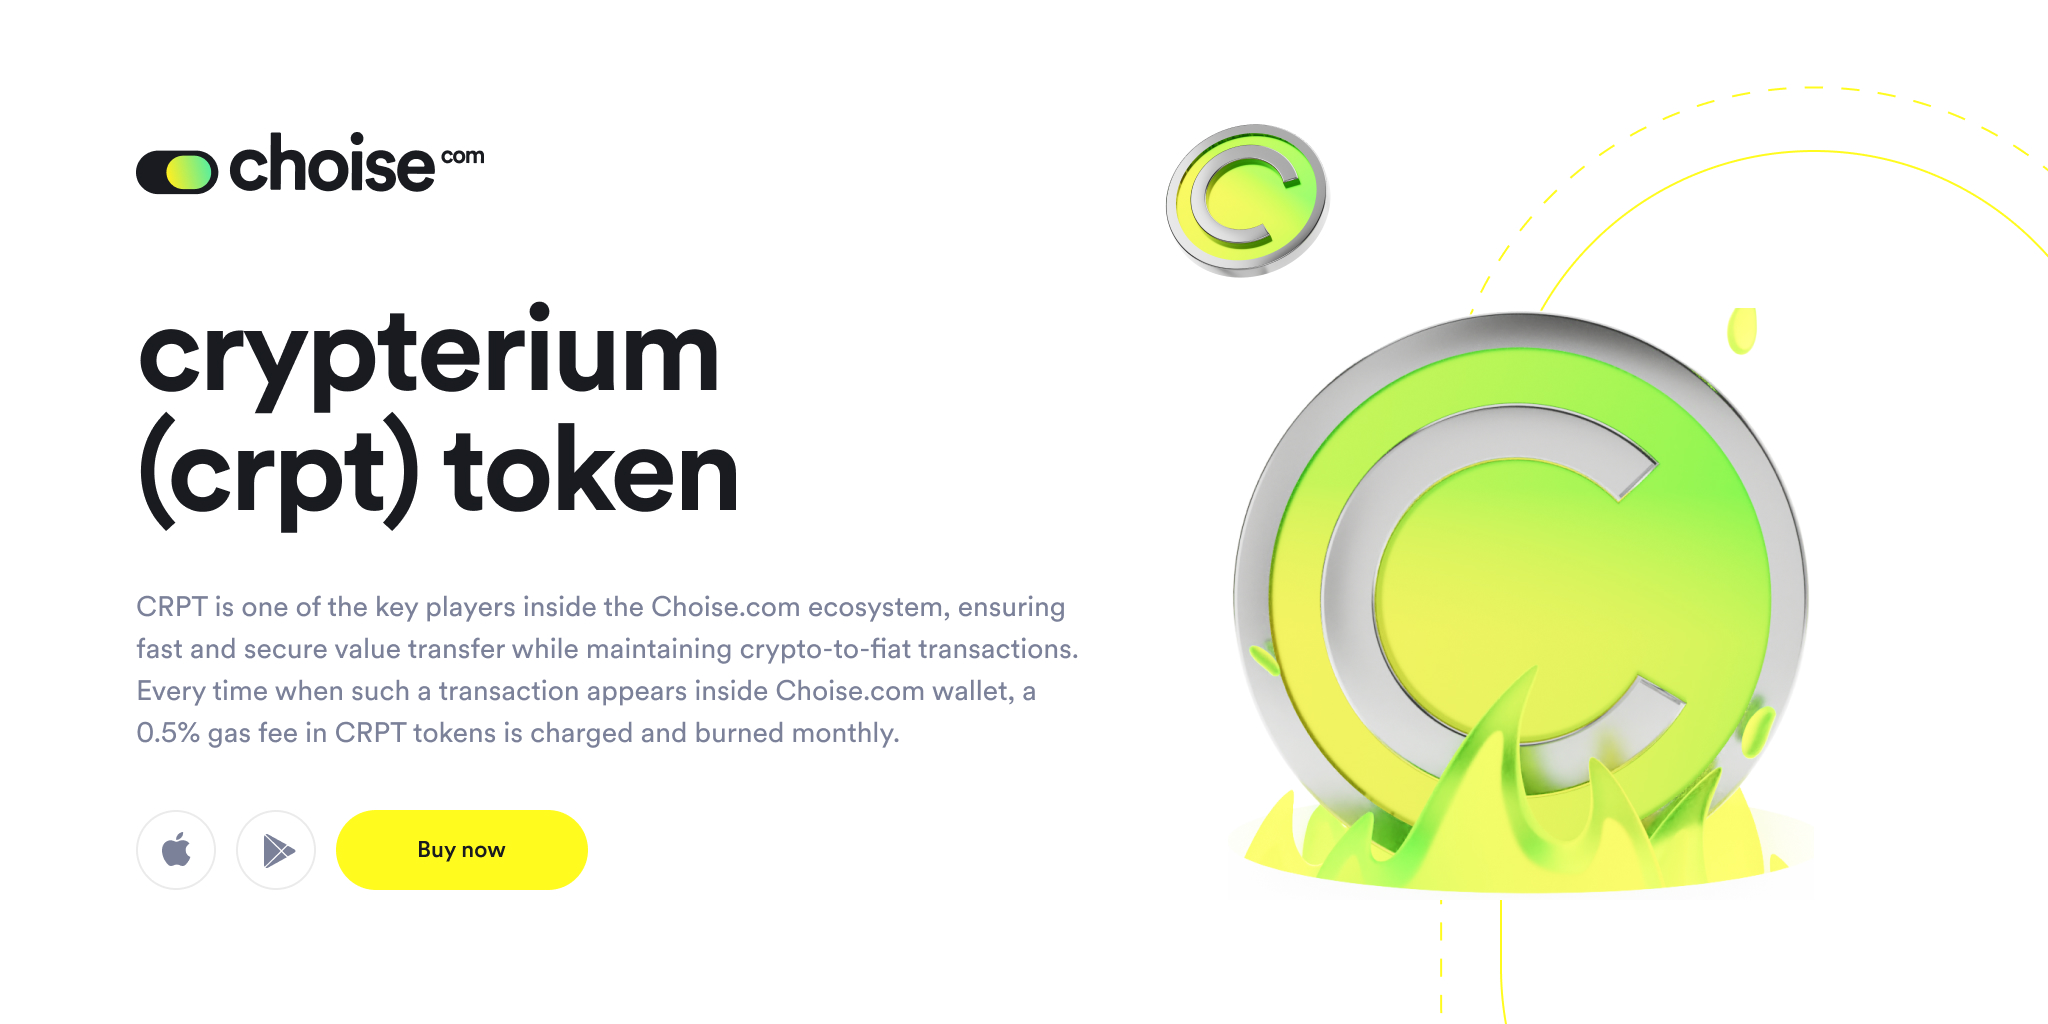 choise com
crypterium
(crpt) token
CRPT is one of the key players inside the Choise.com ecosystem, ensuring
fast and secure value transfer while maintaining crypto-to-fiat transactions.
Every time when such a transaction appears inside Choise.com wallet, a
0.5% gas fee in CRPT tokens is charged and burned monthly.
Buy now